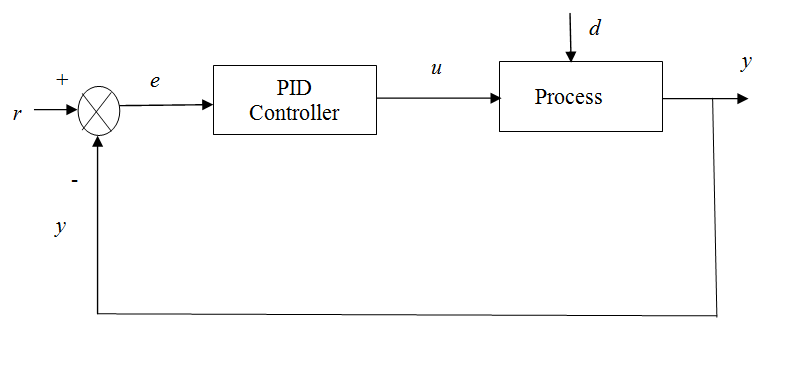 d
y
u
+
e
PID
Controller
Process
r
-
y